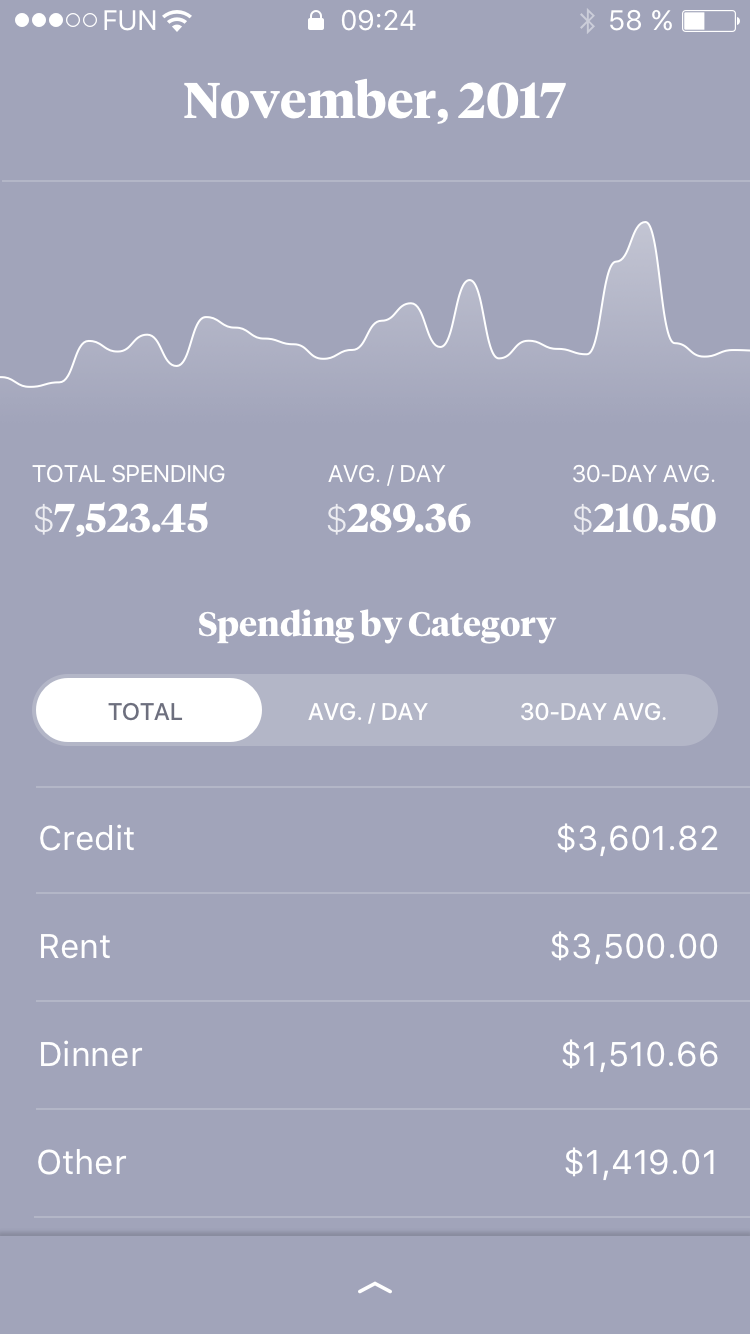 FUN 09:24 58 %
November, 2017
TOTAL SPENDING AVG. / DAY 30-DAY AVG.
$7,523.45 $289.36 $210.50
Spending by Category
TOTAL AVG. / DAY 30-DAY AVG.
Credit $3,601.82
Rent $3,500.00
Dinner $1,510.66
Other $1,419.01